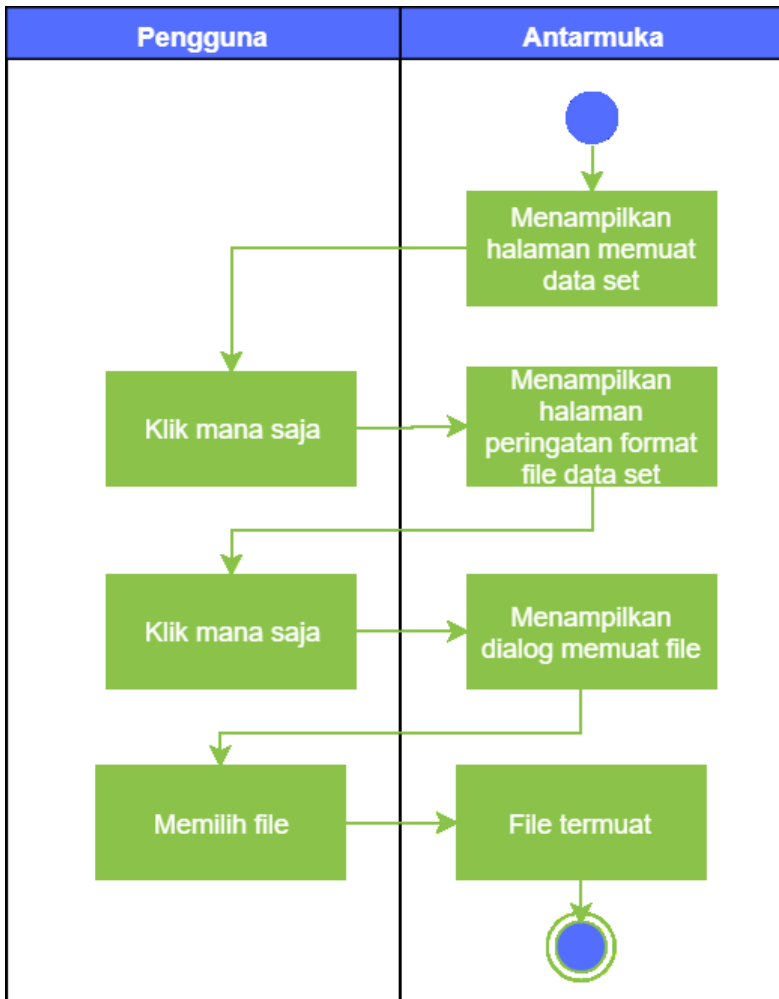 Pengguna
Antarmuka
Menampilkan
halaman memuat
data set
Klik mana saja
Menampilkan
halaman
peringatan format
file data set
Klik mana saja
Menampilkan
dialog memuat file
Memilih file
File termuat